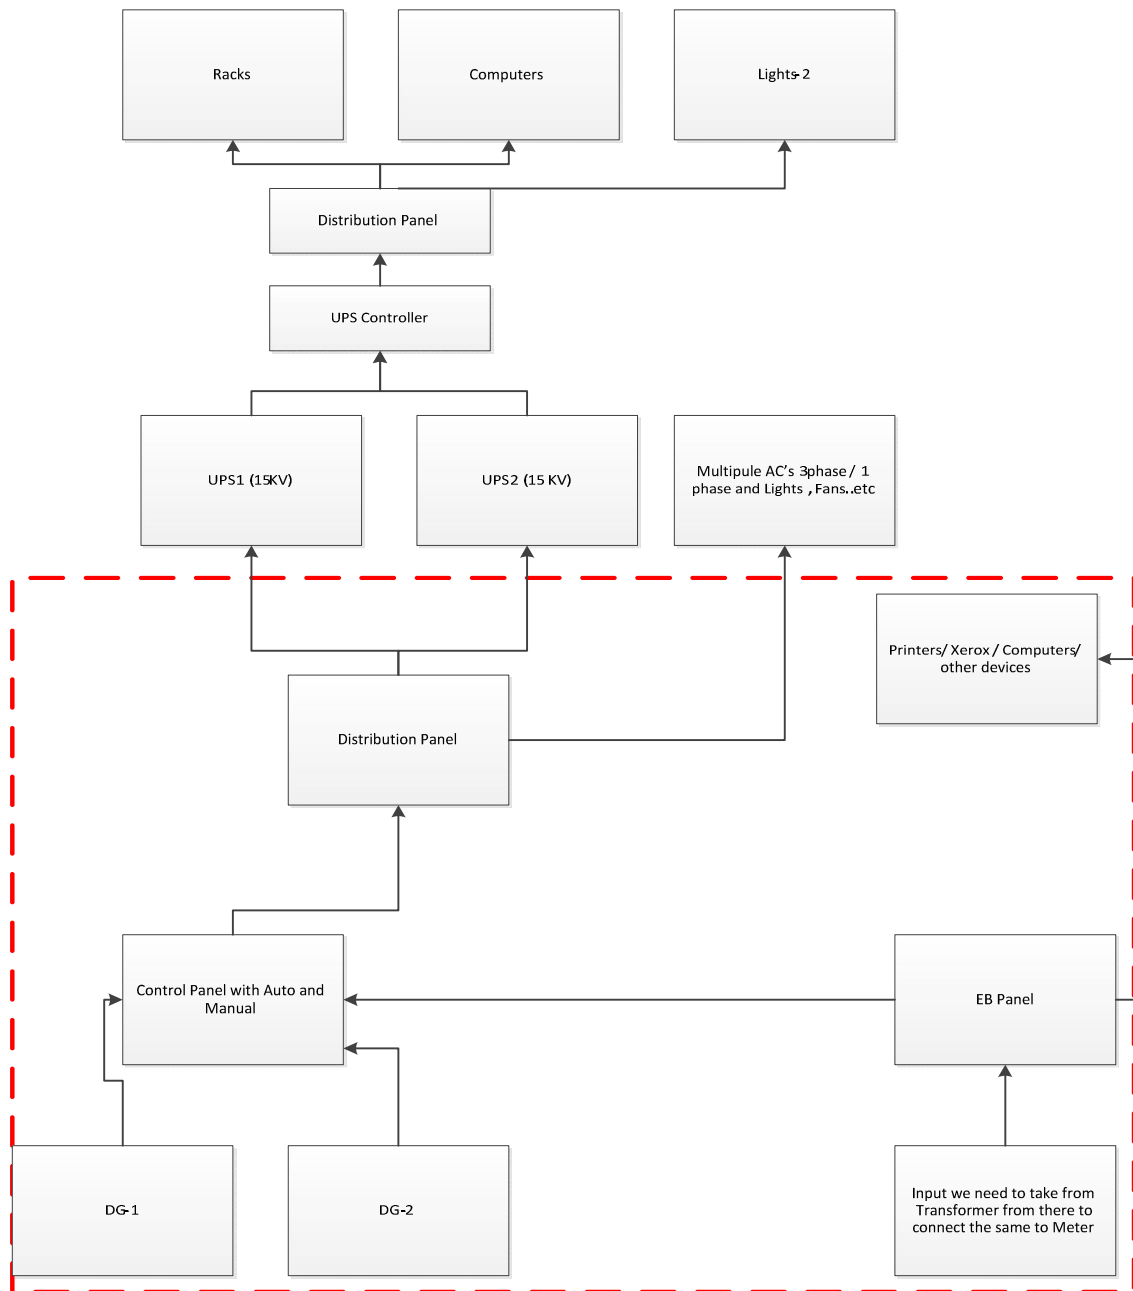 Racks
Computers
Lights-2
Distribution Panel
UPS Controller
UPS1 (15KV)
UPS2 (15 KV)
Multipule AC's 3phase / 1
phase and Lights , Fans..etc
Printers/ Xerox / Computers/
other devices
Distribution Panel
Control Panel with Auto and
Manual
EB Panel
DG-1
DG-2
Input we need to take from
Transformer from there to
connect the same to Meter